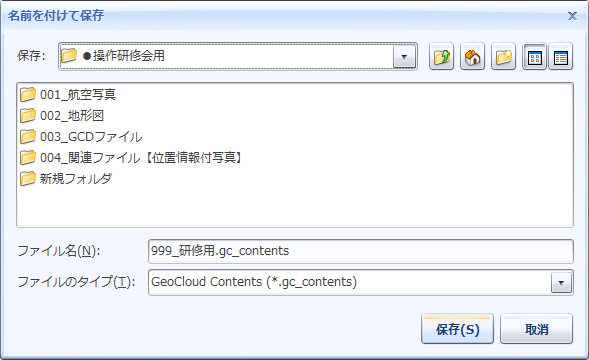 名前を付けて保存
保存: ●操作研修会用
001_航空写真
002_地形図
003_GCDファイル
004_関連ファイル【位置情報付写真】
新規フォルダ
ファイル名(N): 999_研修用.gc_contents
ファイルのタイプ(T): GeoCloud Contents (*.gc_contents)
保存(S) 取消